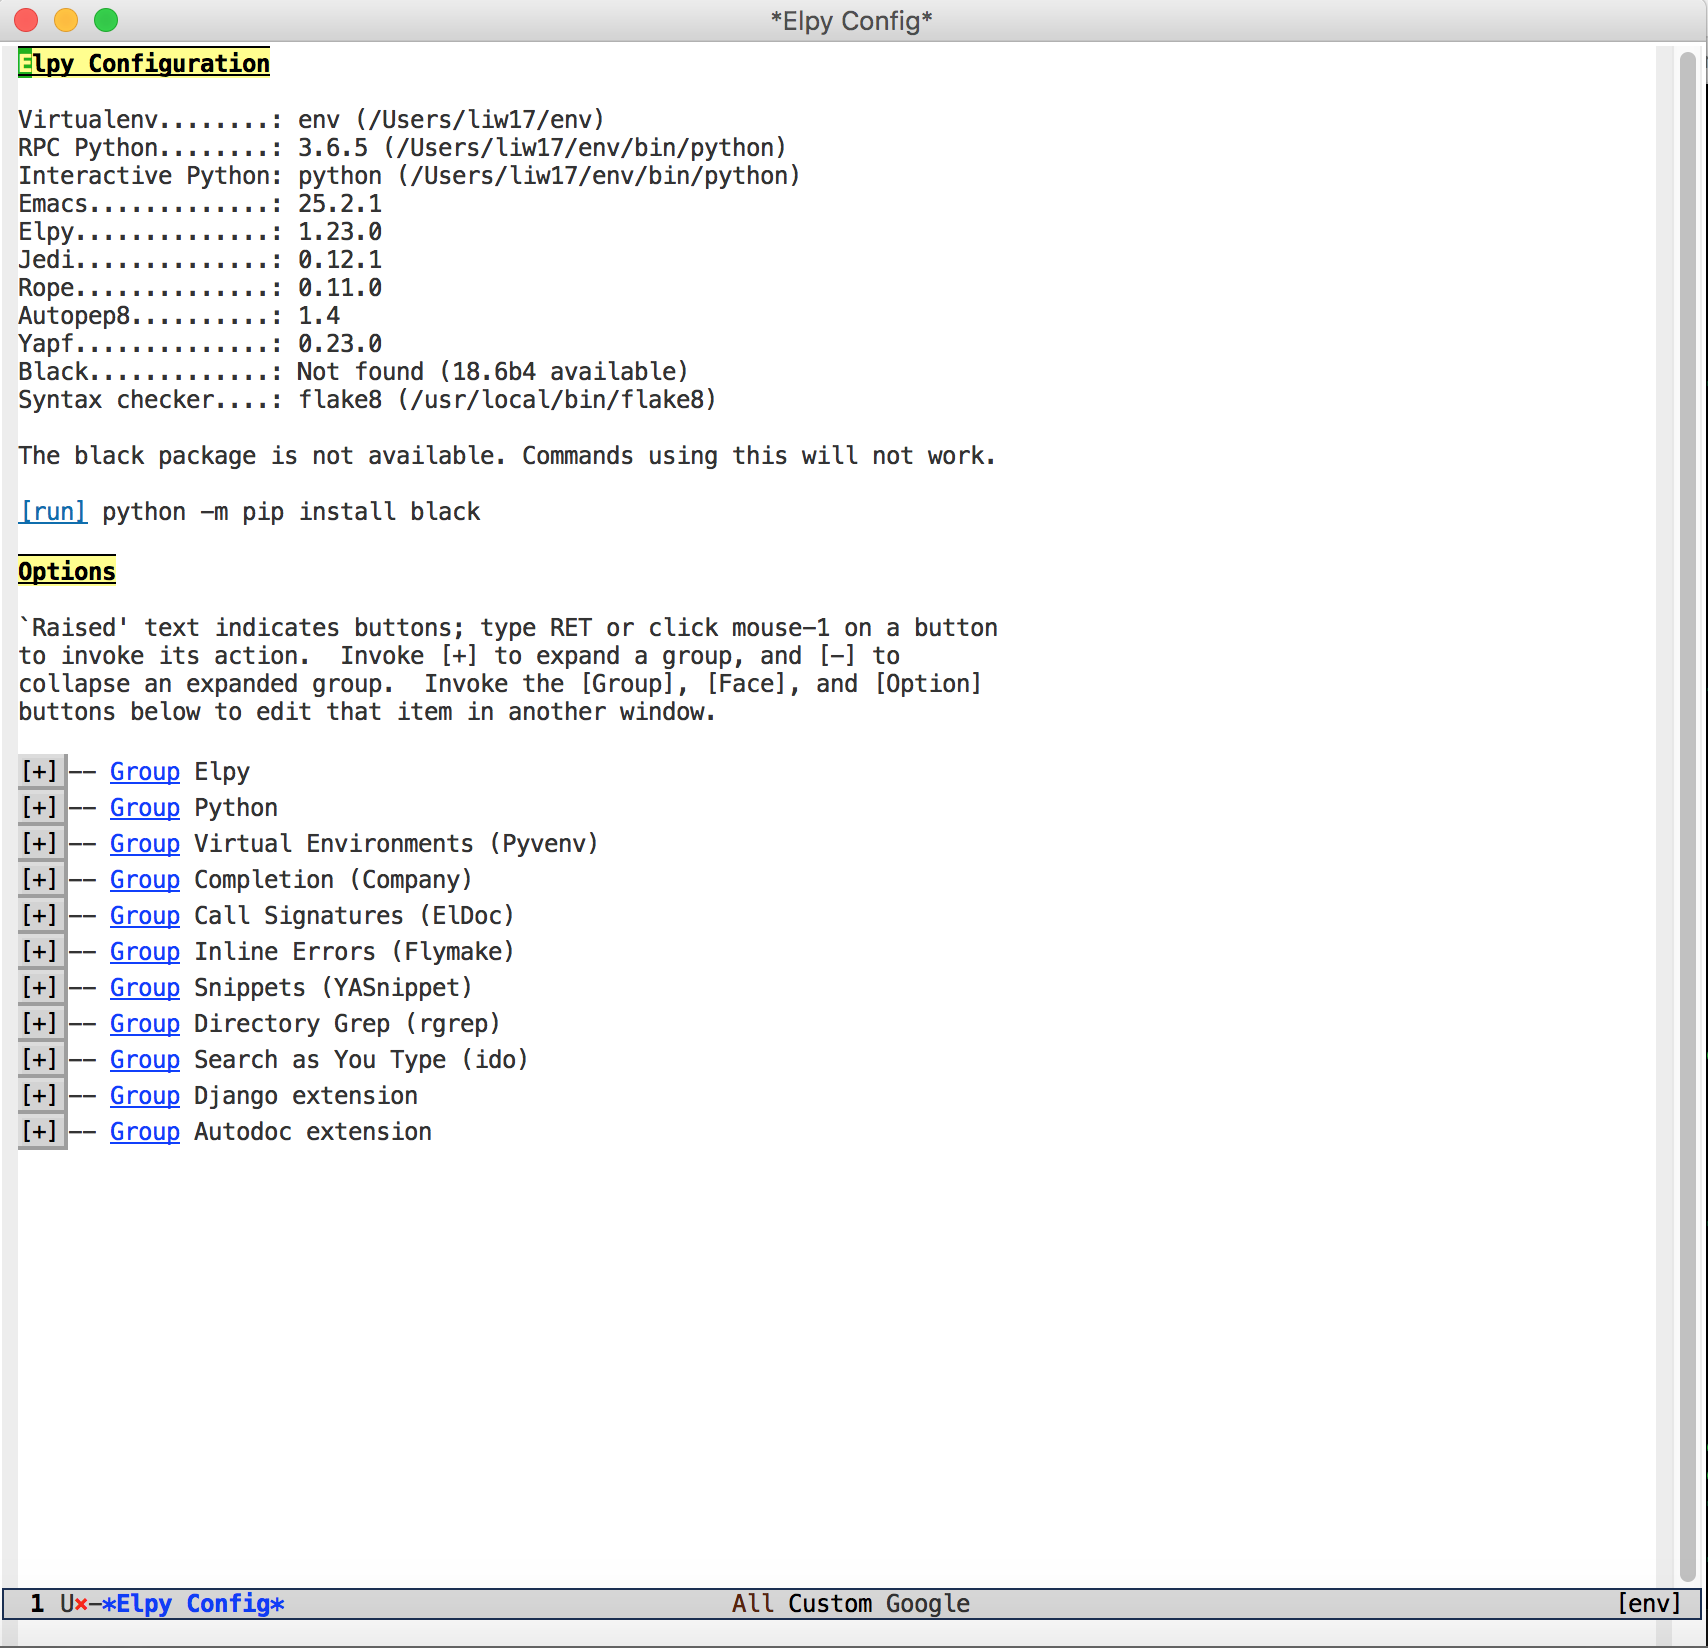 *Elpy Config*
Elpy Configuration
Virtualenv........: env (/Users/liw17/env)
RPC Python........: 3.6.5 (/Users/liw17/env/bin/python)
Interactive Python: python (/Users/liw17/env/bin/python)
Emacs.............: 25.2.1
Elpy..............: 1.23.0
Jedi..............: 0.12.1
Rope..............: 0.11.0
Autopep8..........: 1.4
Yapf..............: 0.23.0
Black.............: Not found (18.6b4 available)
Syntax checker....: flake8 (/usr/local/bin/flake8)
The black package is not available. Commands using this will not work.
[run] python -m pip install black
Options
`Raised' text indicates buttons; type RET or click mouse-1 on a button
to invoke its action.  Invoke [+] to expand a group, and [-] to
collapse an expanded group.  Invoke the [Group], [Face], and [Option]
buttons below to edit that item in another window.
[+]-- Group Elpy
[+]-- Group Python
[+]-- Group Virtual Environments (Pyvenv)
[+]-- Group Completion (Company)
[+]-- Group Call Signatures (ElDoc)
[+]-- Group Inline Errors (Flymake)
[+]-- Group Snippets (YASnippet)
[+]-- Group Directory Grep (rgrep)
[+]-- Group Search as You Type (ido)
[+]-- Group Django extension
[+]-- Group Autodoc extension
1 U×-*Elpy Config* All Custom Google [env]